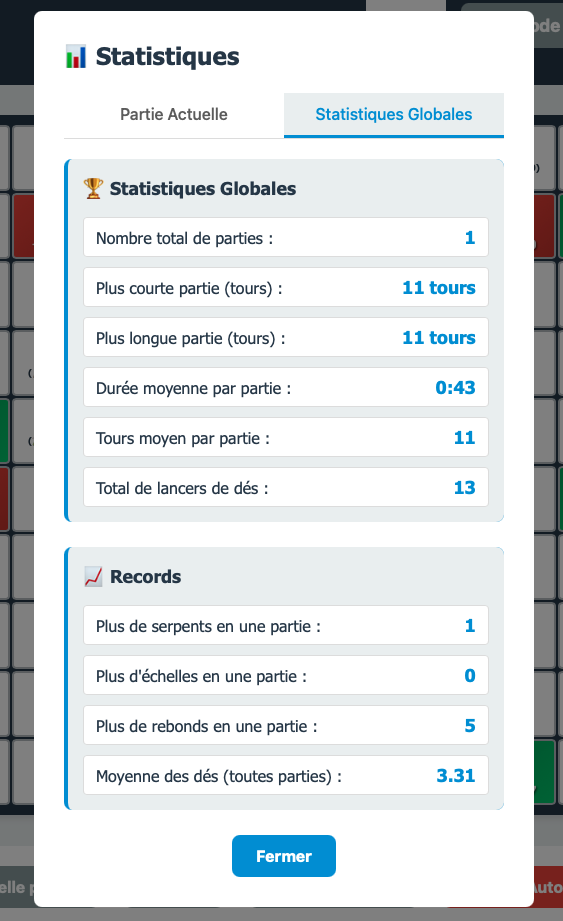 Statistiques
Partie Actuelle
Statistiques Globales
Statistiques Globales
Nombre total de parties : 1
Plus courte partie (tours) : 11 tours
Plus longue partie (tours) : 11 tours
Durée moyenne par partie : 0:43
Tours moyen par partie : 11
Total de lancers de dés : 13
Records
Plus de serpents en une partie : 1
Plus d'échelles en une partie : 0
Plus de rebonds en une partie : 5
Moyenne des dés (toutes parties) : 3.31
Fermer